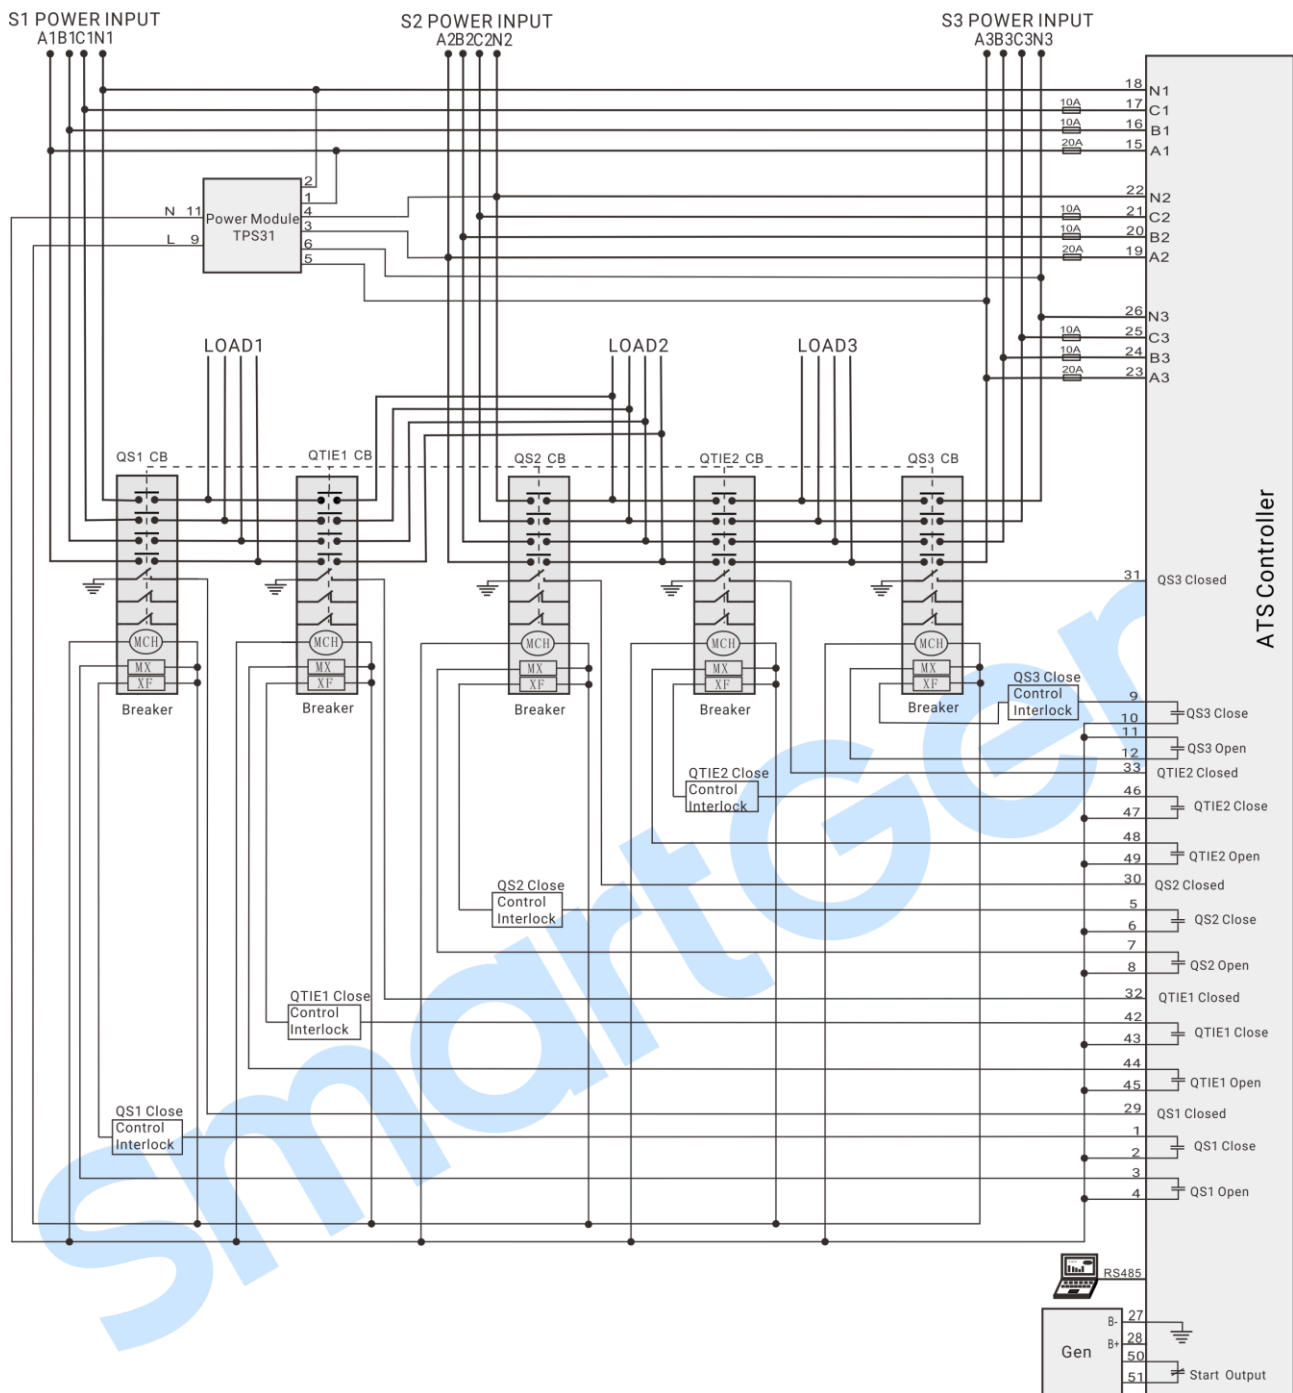 S1 POWER INPUT
A1B1C1N1
S2 POWER INPUT
A2B2C2N2
S3 POWER INPUT
A3B3C3N3
18 N1
10A 17 C1
10A 16 B1
20A 15 A1
22 N2
10A 21 C2
10A 20 B2
20A 19 A2
26 N3
10A 25 C3
10A 24 B3
20A 23 A3
N 11
L 9
Power Module
TPS31
2
1
4
3
6
5
LOAD1
LOAD2
LOAD3
QS1 CB
QTIE1 CB
QS2 CB
QTIE2 CB
QS3 CB
ATS Controller
31 QS3 Closed
MCH
MX
XF
Breaker
MCH
MX
XF
Breaker
MCH
MX
XF
Breaker
MCH
MX
XF
Breaker
MCH
MX
XF
Breaker
QS3 Close
Control
Interlock
9
10
QS3 Close
11
12
QS3 Open
33 QTIE2 Closed
QTIE2 Close
Control
Interlock
46
47
QTIE2 Close
48
49
QTIE2 Open
30 QS2 Closed
QS2 Close
Control
Interlock
5
6
QS2 Close
7
8
QS2 Open
32 QTIE1 Closed
QTIE1 Close
Control
Interlock
42
43
QTIE1 Close
44
45
QTIE1 Open
29 QS1 Closed
QS1 Close
Control
Interlock
1
2
QS1 Close
3
4
QS1 Open
RS485
Gen
B- 27
B+ 28
50
51
Start Output
SmartGen